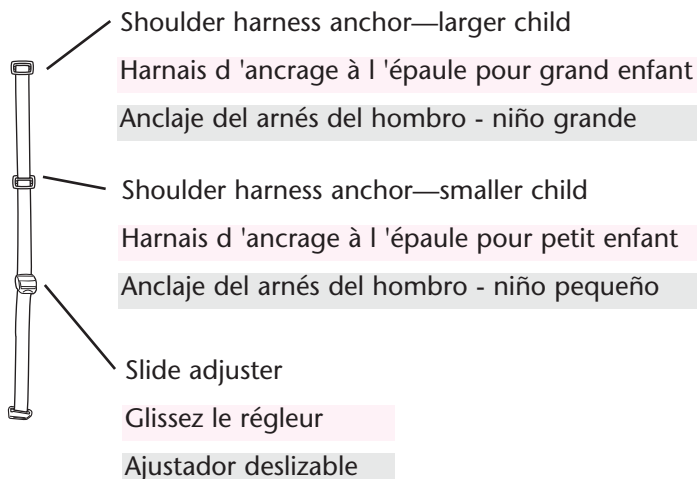 Shoulder harness anchor—larger child
Harnais d 'ancrage à l 'épaule pour grand enfant
Anclaje del arnés del hombro - niño grande
Shoulder harness anchor—smaller child
Harnais d 'ancrage à l 'épaule pour petit enfant
Anclaje del arnés del hombro - niño pequeño
Slide adjuster
Glissez le régleur
Ajustador deslizable